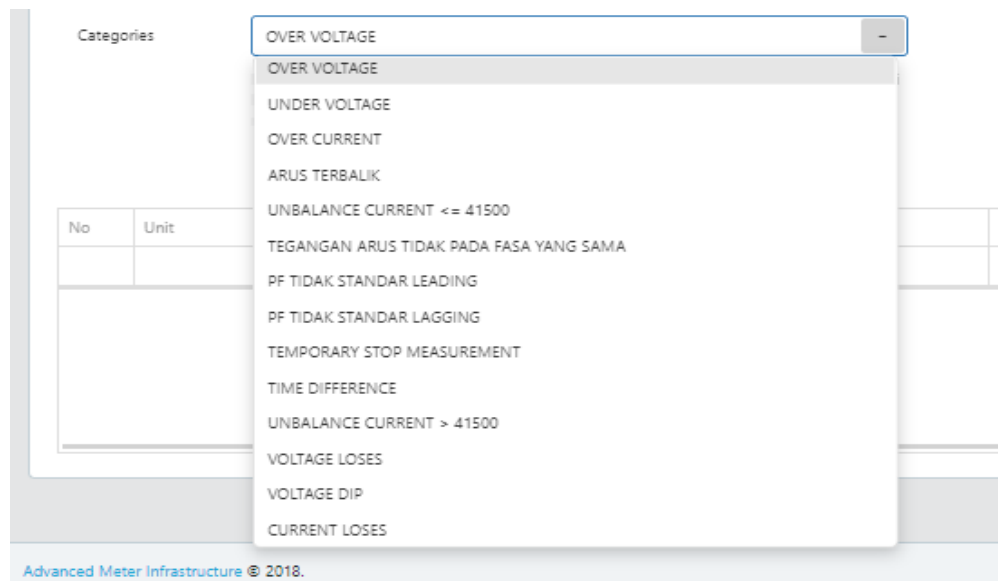 Categories
OVER VOLTAGE
-
OVER VOLTAGE
UNDER VOLTAGE
OVER CURRENT
ARUS TERBALIK
UNBALANCE CURRENT <= 41500
TEGANGAN ARUS TIDAK PADA FASA YANG SAMA
PF TIDAK STANDAR LEADING
PF TIDAK STANDAR LAGGING
TEMPORARY STOP MEASUREMENT
TIME DIFFERENCE
UNBALANCE CURRENT > 41500
VOLTAGE LOSES
VOLTAGE DIP
CURRENT LOSES
No Unit
Advanced Meter Infrastructure © 2018.